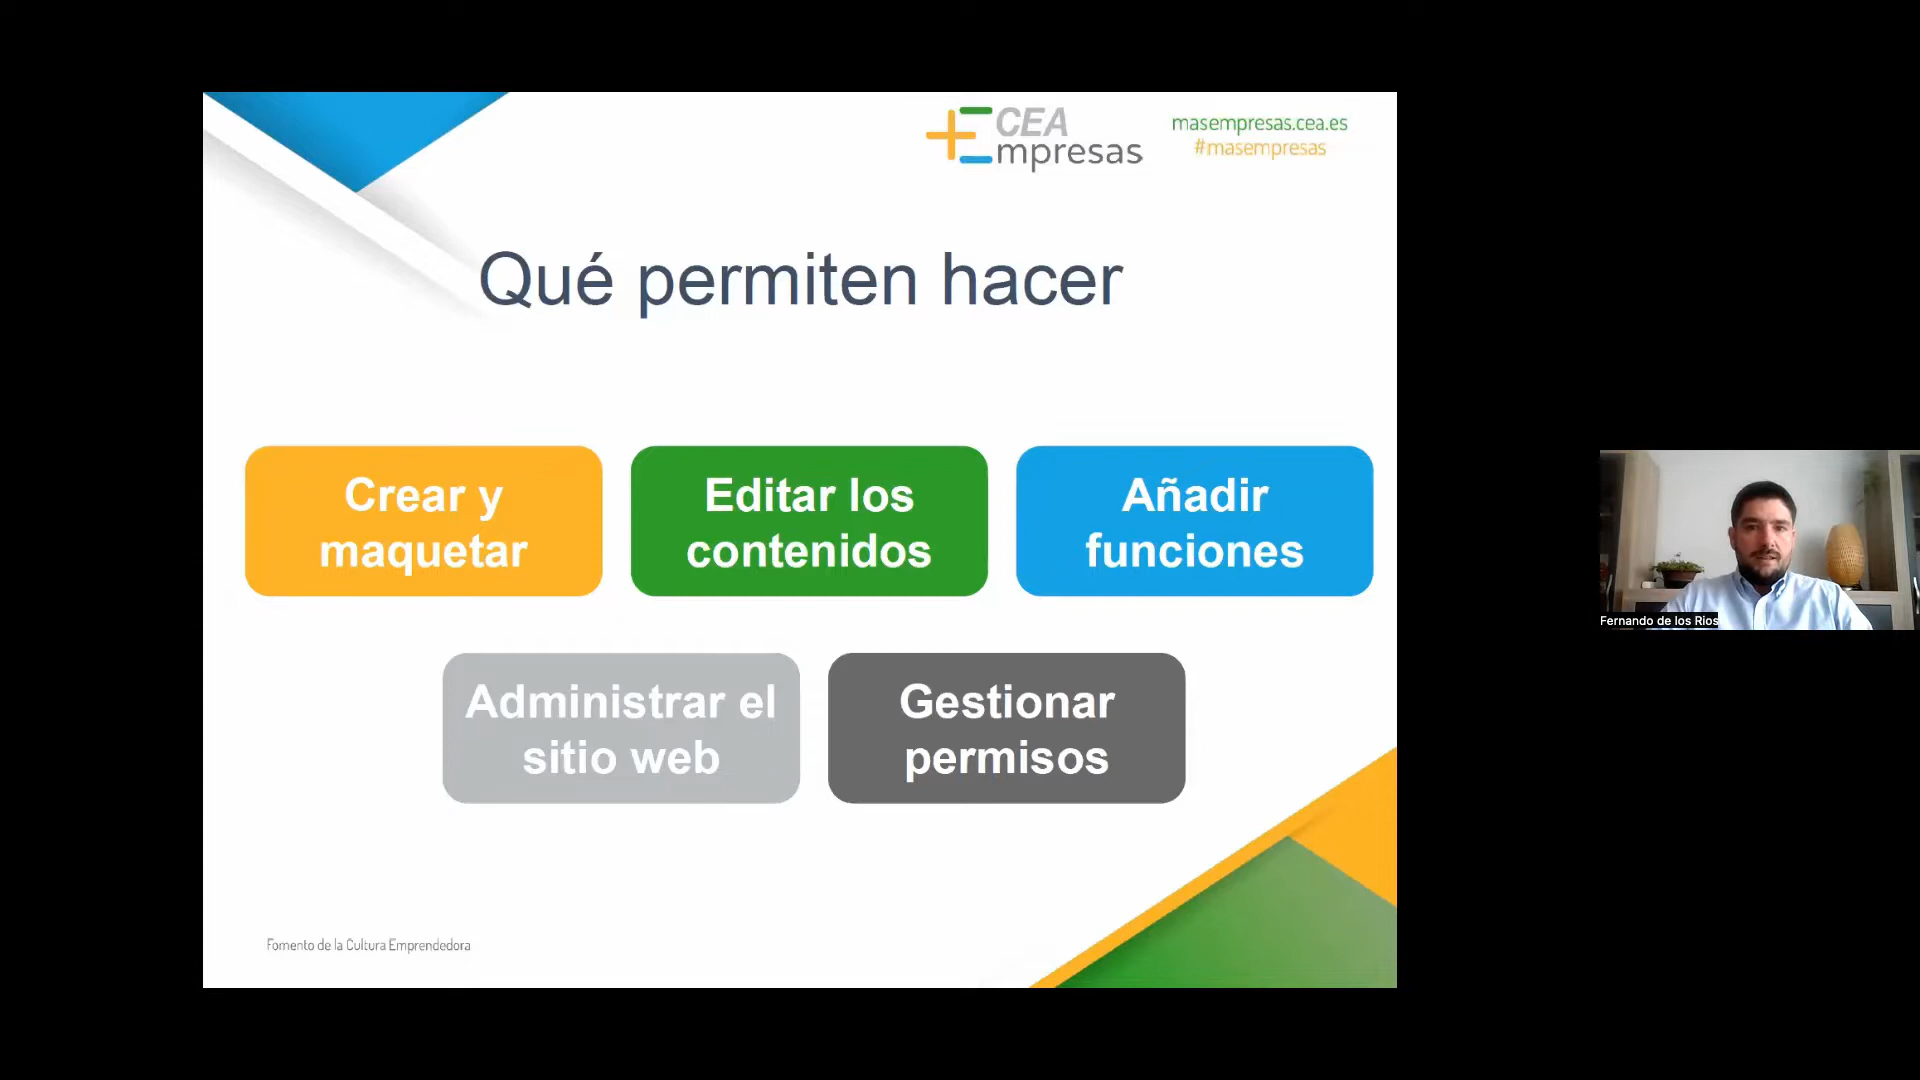 CEA
Empresas
masempresas.cea.es
#masempresas
Qué permiten hacer
Crear y
maquetar
Editar los
contenidos
Añadir
funciones
Administrar el
sitio web
Gestionar
permisos
Fomento de la Cultura Emprendedora
Fernando de los Rios